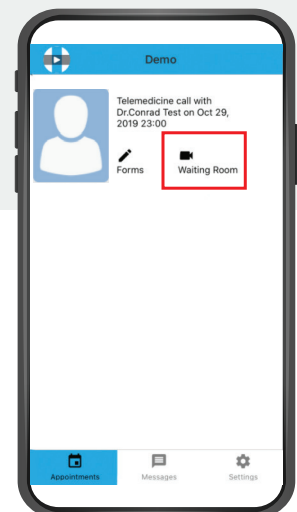 Demo
Telemedicine call with
Dr.Conrad Test on Oct 29,
2019 23:00
Forms
Waiting Room
Appointments
Messages
Settings